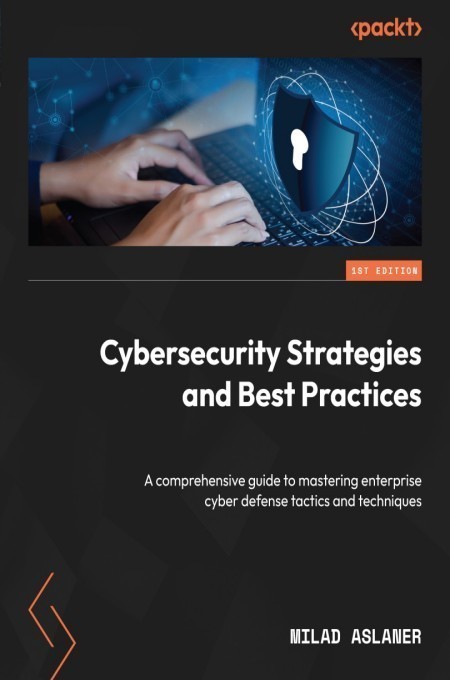 <packt>
1ST EDITION
Cybersecurity Strategies
and Best Practices
A comprehensive guide to mastering enterprise
cyber defense tactics and techniques
MILAD ASLANER